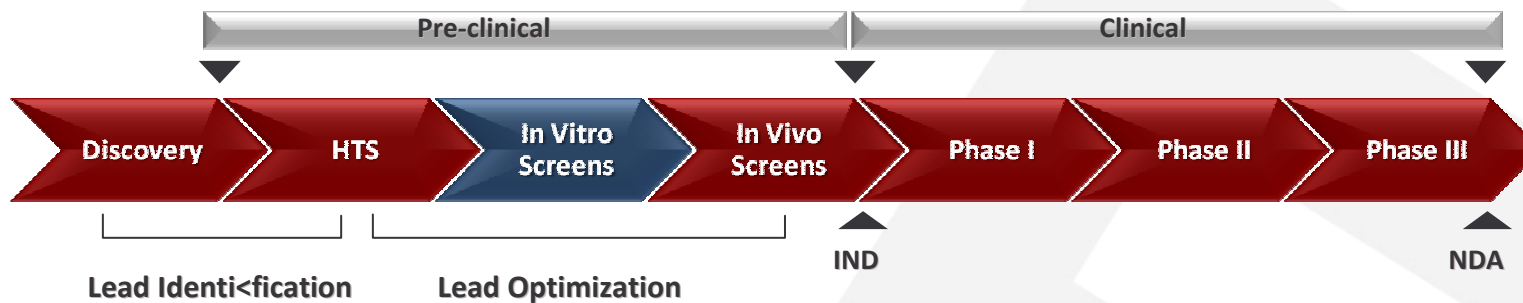 Pre-clinical
Clinical
Discovery
HTS
In Vitro
Screens
In Vivo
Screens
Phase I
Phase II
Phase III
IND
NDA
Lead Identi<fication
Lead Optimization